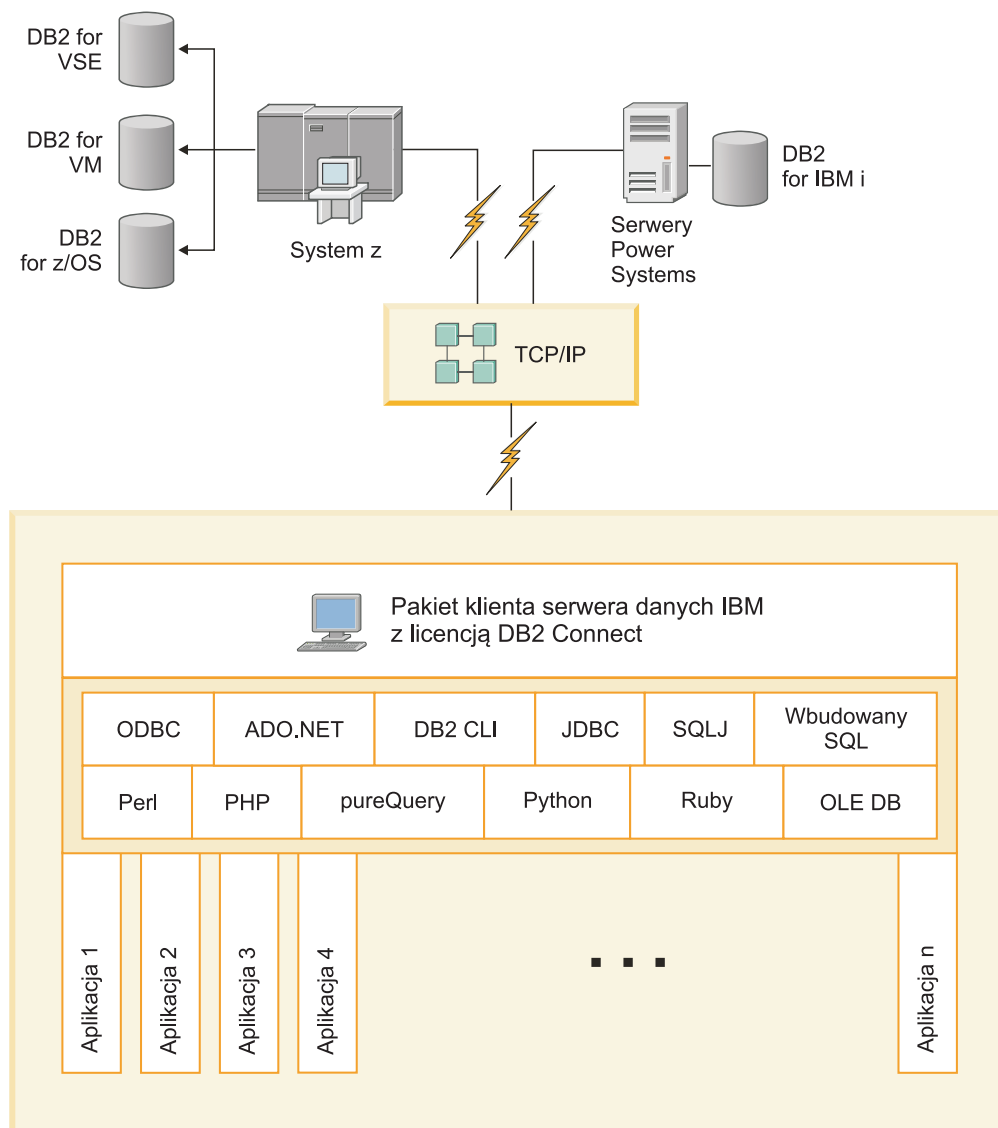 DB2 for
VSE
DB2 for
VM
DB2
for z/OS
System z
Serwery
Power
Systems
DB2
for IBM i
TCP/IP
Pakiet klienta serwera danych IBM
z licencją DB2 Connect
ODBC
ADO.NET
DB2 CLI
JDBC
SQLJ
Wbudowany
SQL
Perl
PHP
pureQuery
Python
Ruby
OLE DB
Aplikacja 1
Aplikacja 2
Aplikacja 3
Aplikacja 4
. . .
Aplikacja n